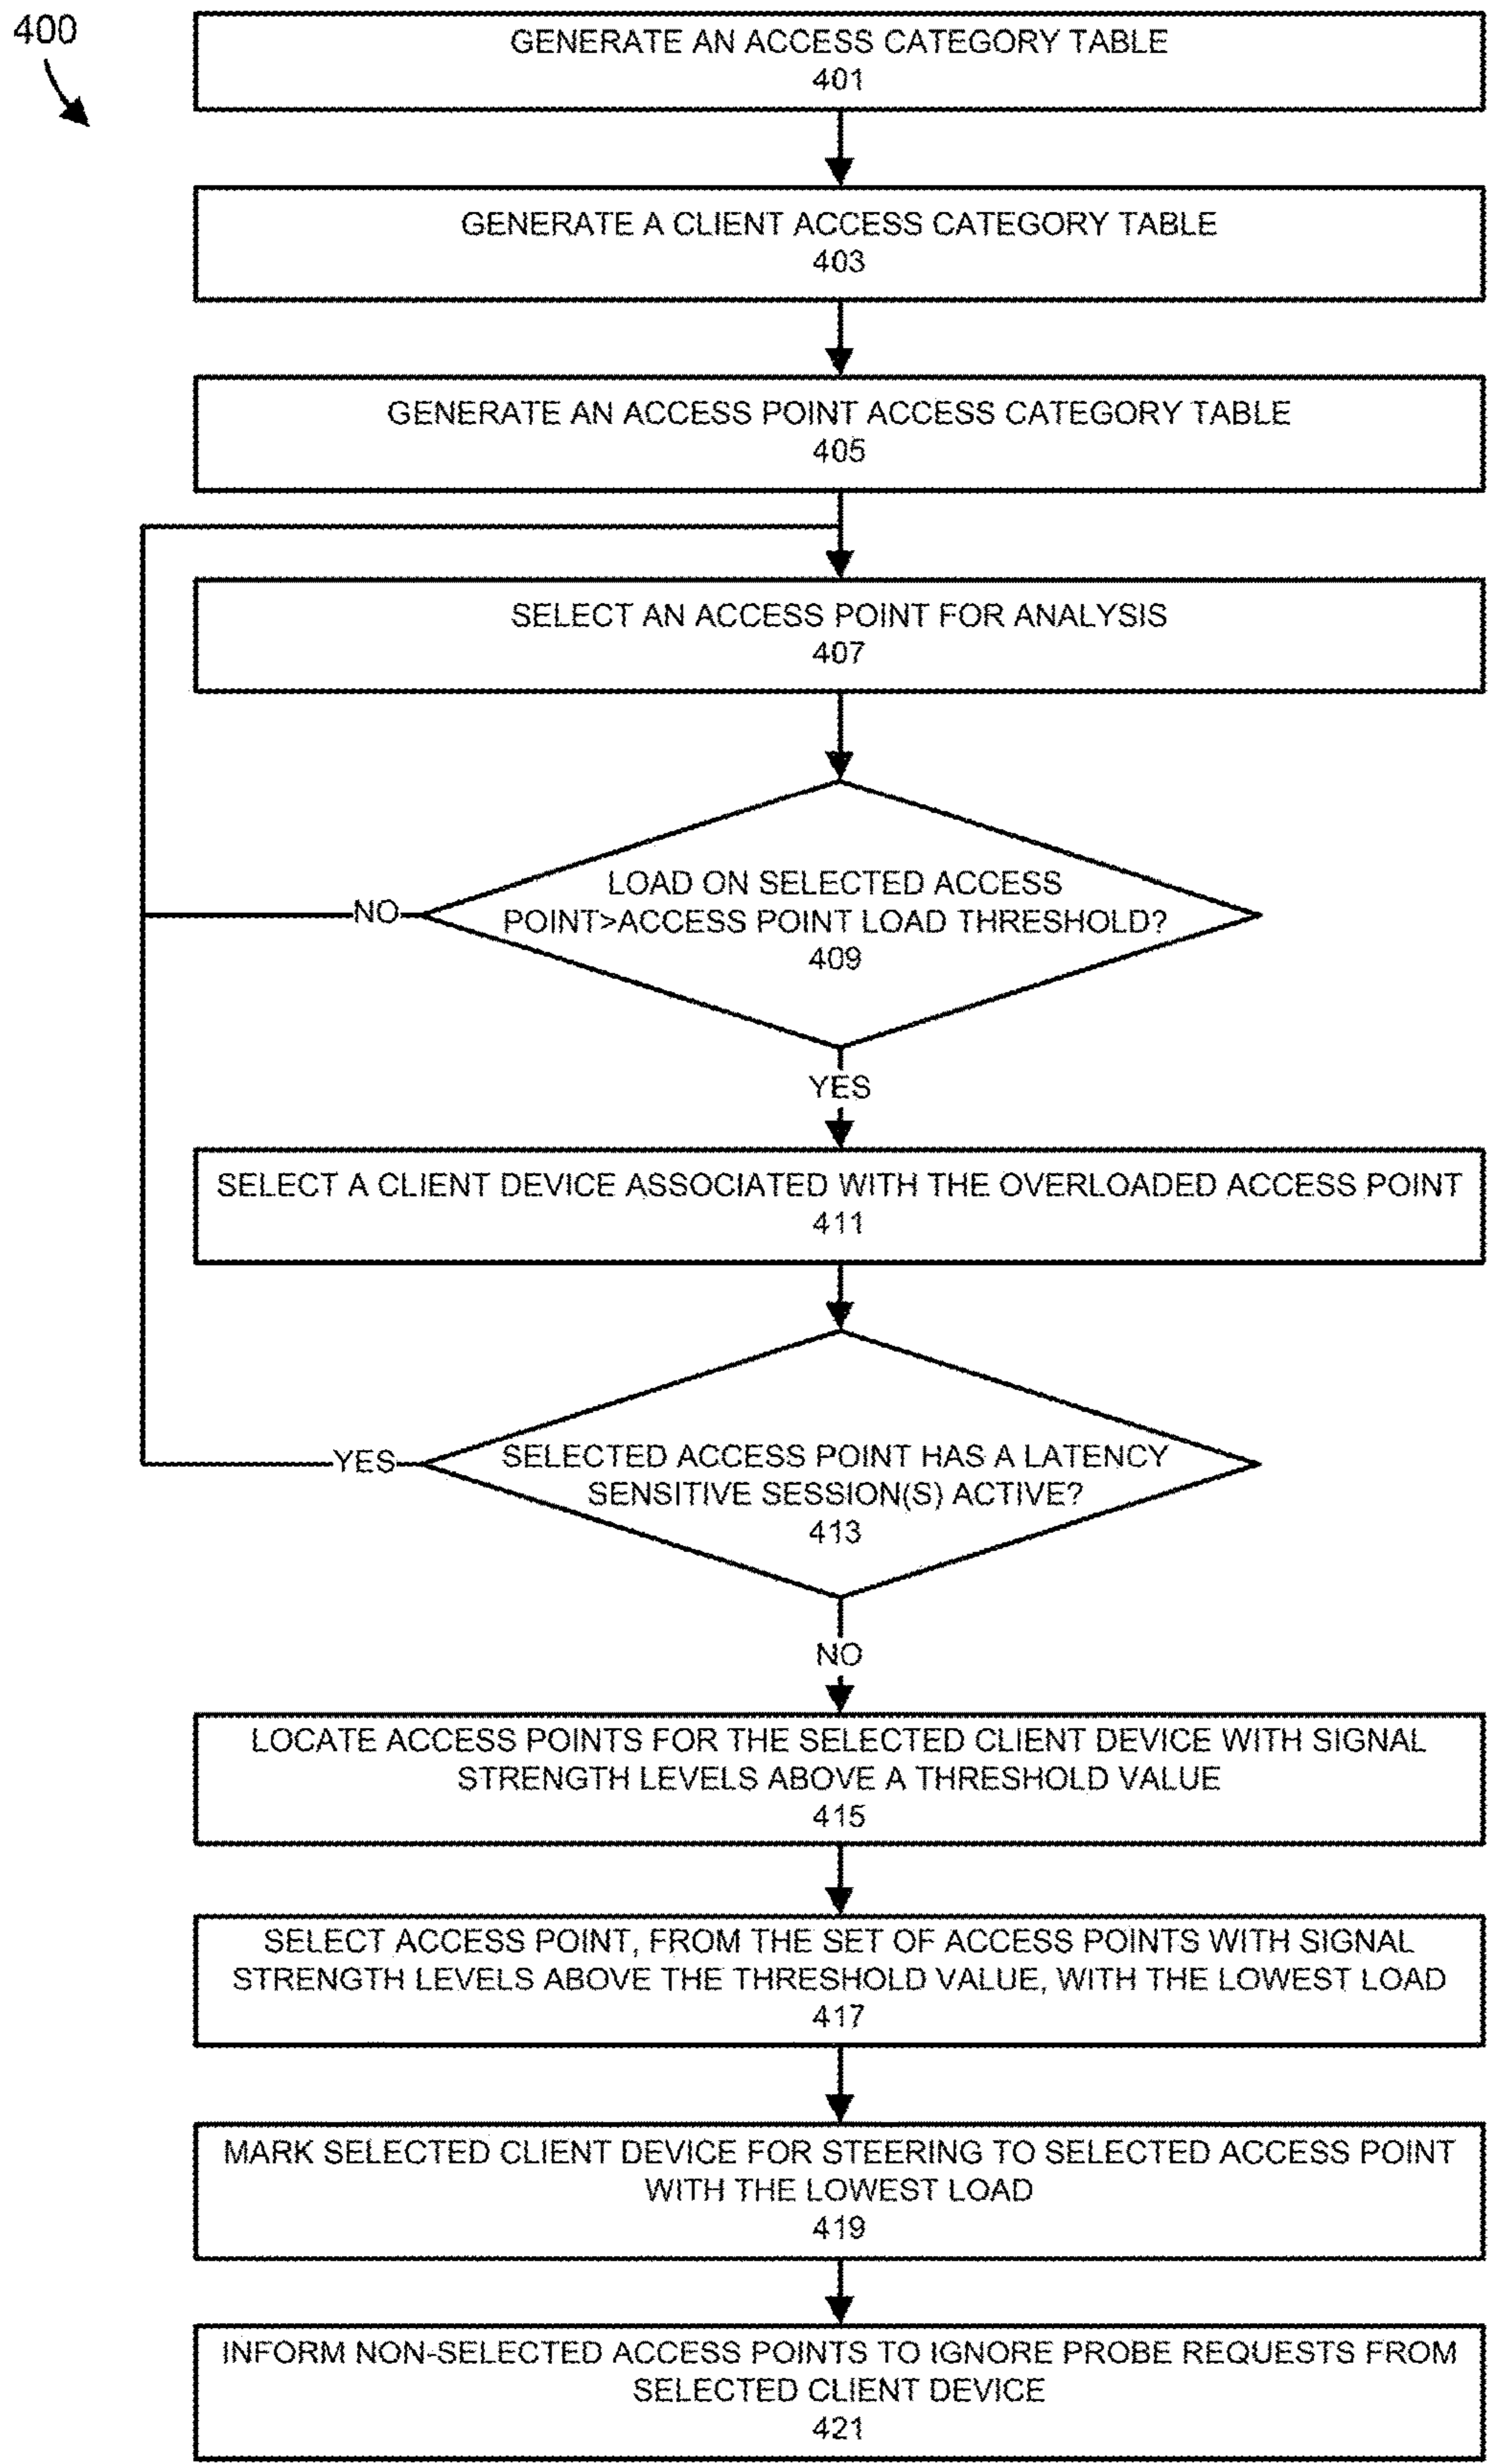 400
GENERATE AN ACCESS CATEGORY TABLE
401
GENERATE A CLIENT ACCESS CATEGORY TABLE
403
GENERATE AN ACCESS POINT ACCESS CATEGORY TABLE
405
SELECT AN ACCESS POINT FOR ANALYSIS
407
LOAD ON SELECTED ACCESS
POINT>ACCESS POINT LOAD THRESHOLD?
409
NO
YES
SELECT A CLIENT DEVICE ASSOCIATED WITH THE OVERLOADED ACCESS POINT
411
SELECTED ACCESS POINT HAS A LATENCY
SENSITIVE SESSION(S) ACTIVE?
413
YES
NO
LOCATE ACCESS POINTS FOR THE SELECTED CLIENT DEVICE WITH SIGNAL
STRENGTH LEVELS ABOVE A THRESHOLD VALUE
415
SELECT ACCESS POINT, FROM THE SET OF ACCESS POINTS WITH SIGNAL
STRENGTH LEVELS ABOVE THE THRESHOLD VALUE, WITH THE LOWEST LOAD
417
MARK SELECTED CLIENT DEVICE FOR STEERING TO SELECTED ACCESS POINT
WITH THE LOWEST LOAD
419
INFORM NON-SELECTED ACCESS POINTS TO IGNORE PROBE REQUESTS FROM
SELECTED CLIENT DEVICE
421